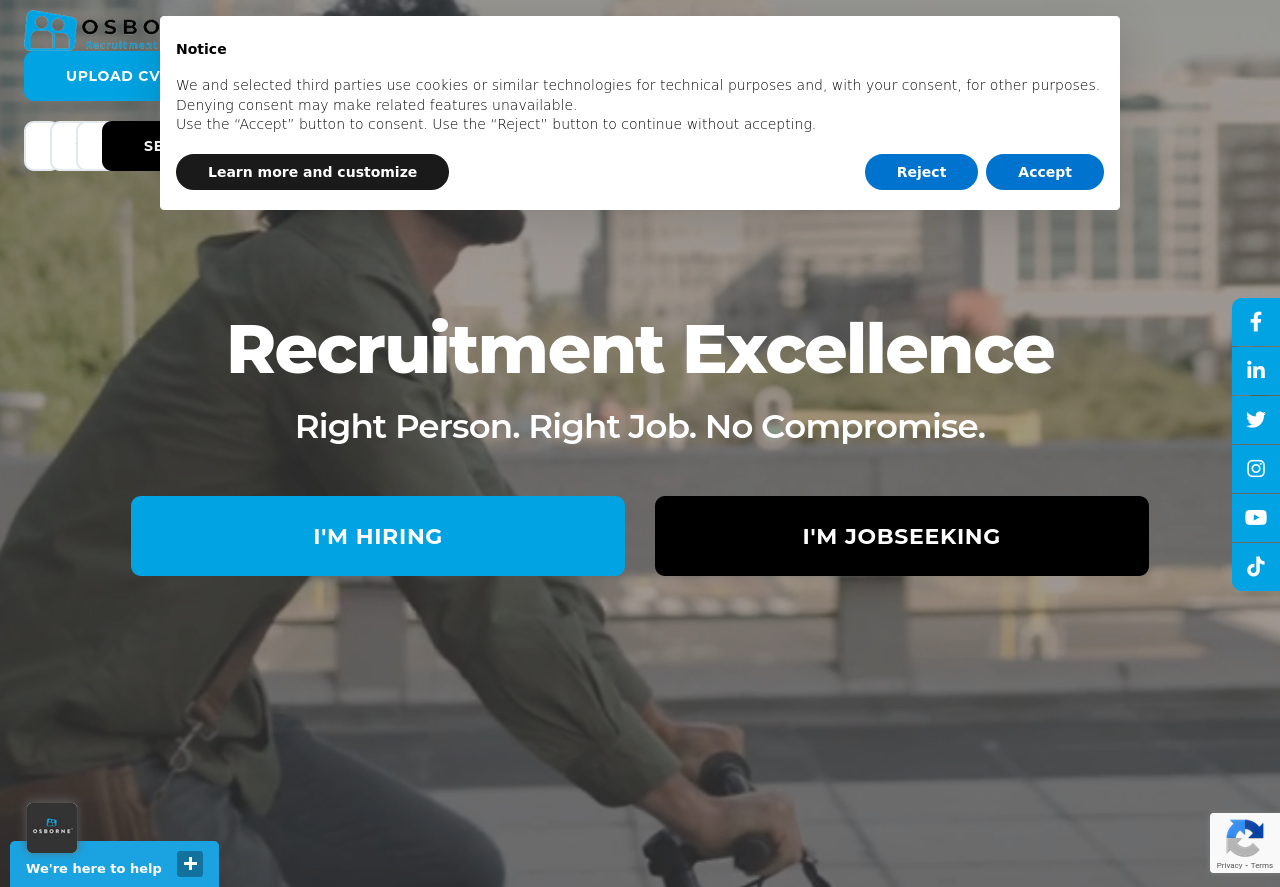 OSBO
Recruitment
UPLOAD CV
SE
Notice
We and selected third parties use cookies or similar technologies for technical purposes and, with your consent, for other purposes.
Denying consent may make related features unavailable.
Use the “Accept” button to consent. Use the “Reject” button to continue without accepting.
Learn more and customize
Reject
Accept
Recruitment Excellence
Right Person. Right Job. No Compromise.
I'M HIRING
I'M JOBSEEKING
OSBORNE
We're here to help
Privacy - Terms